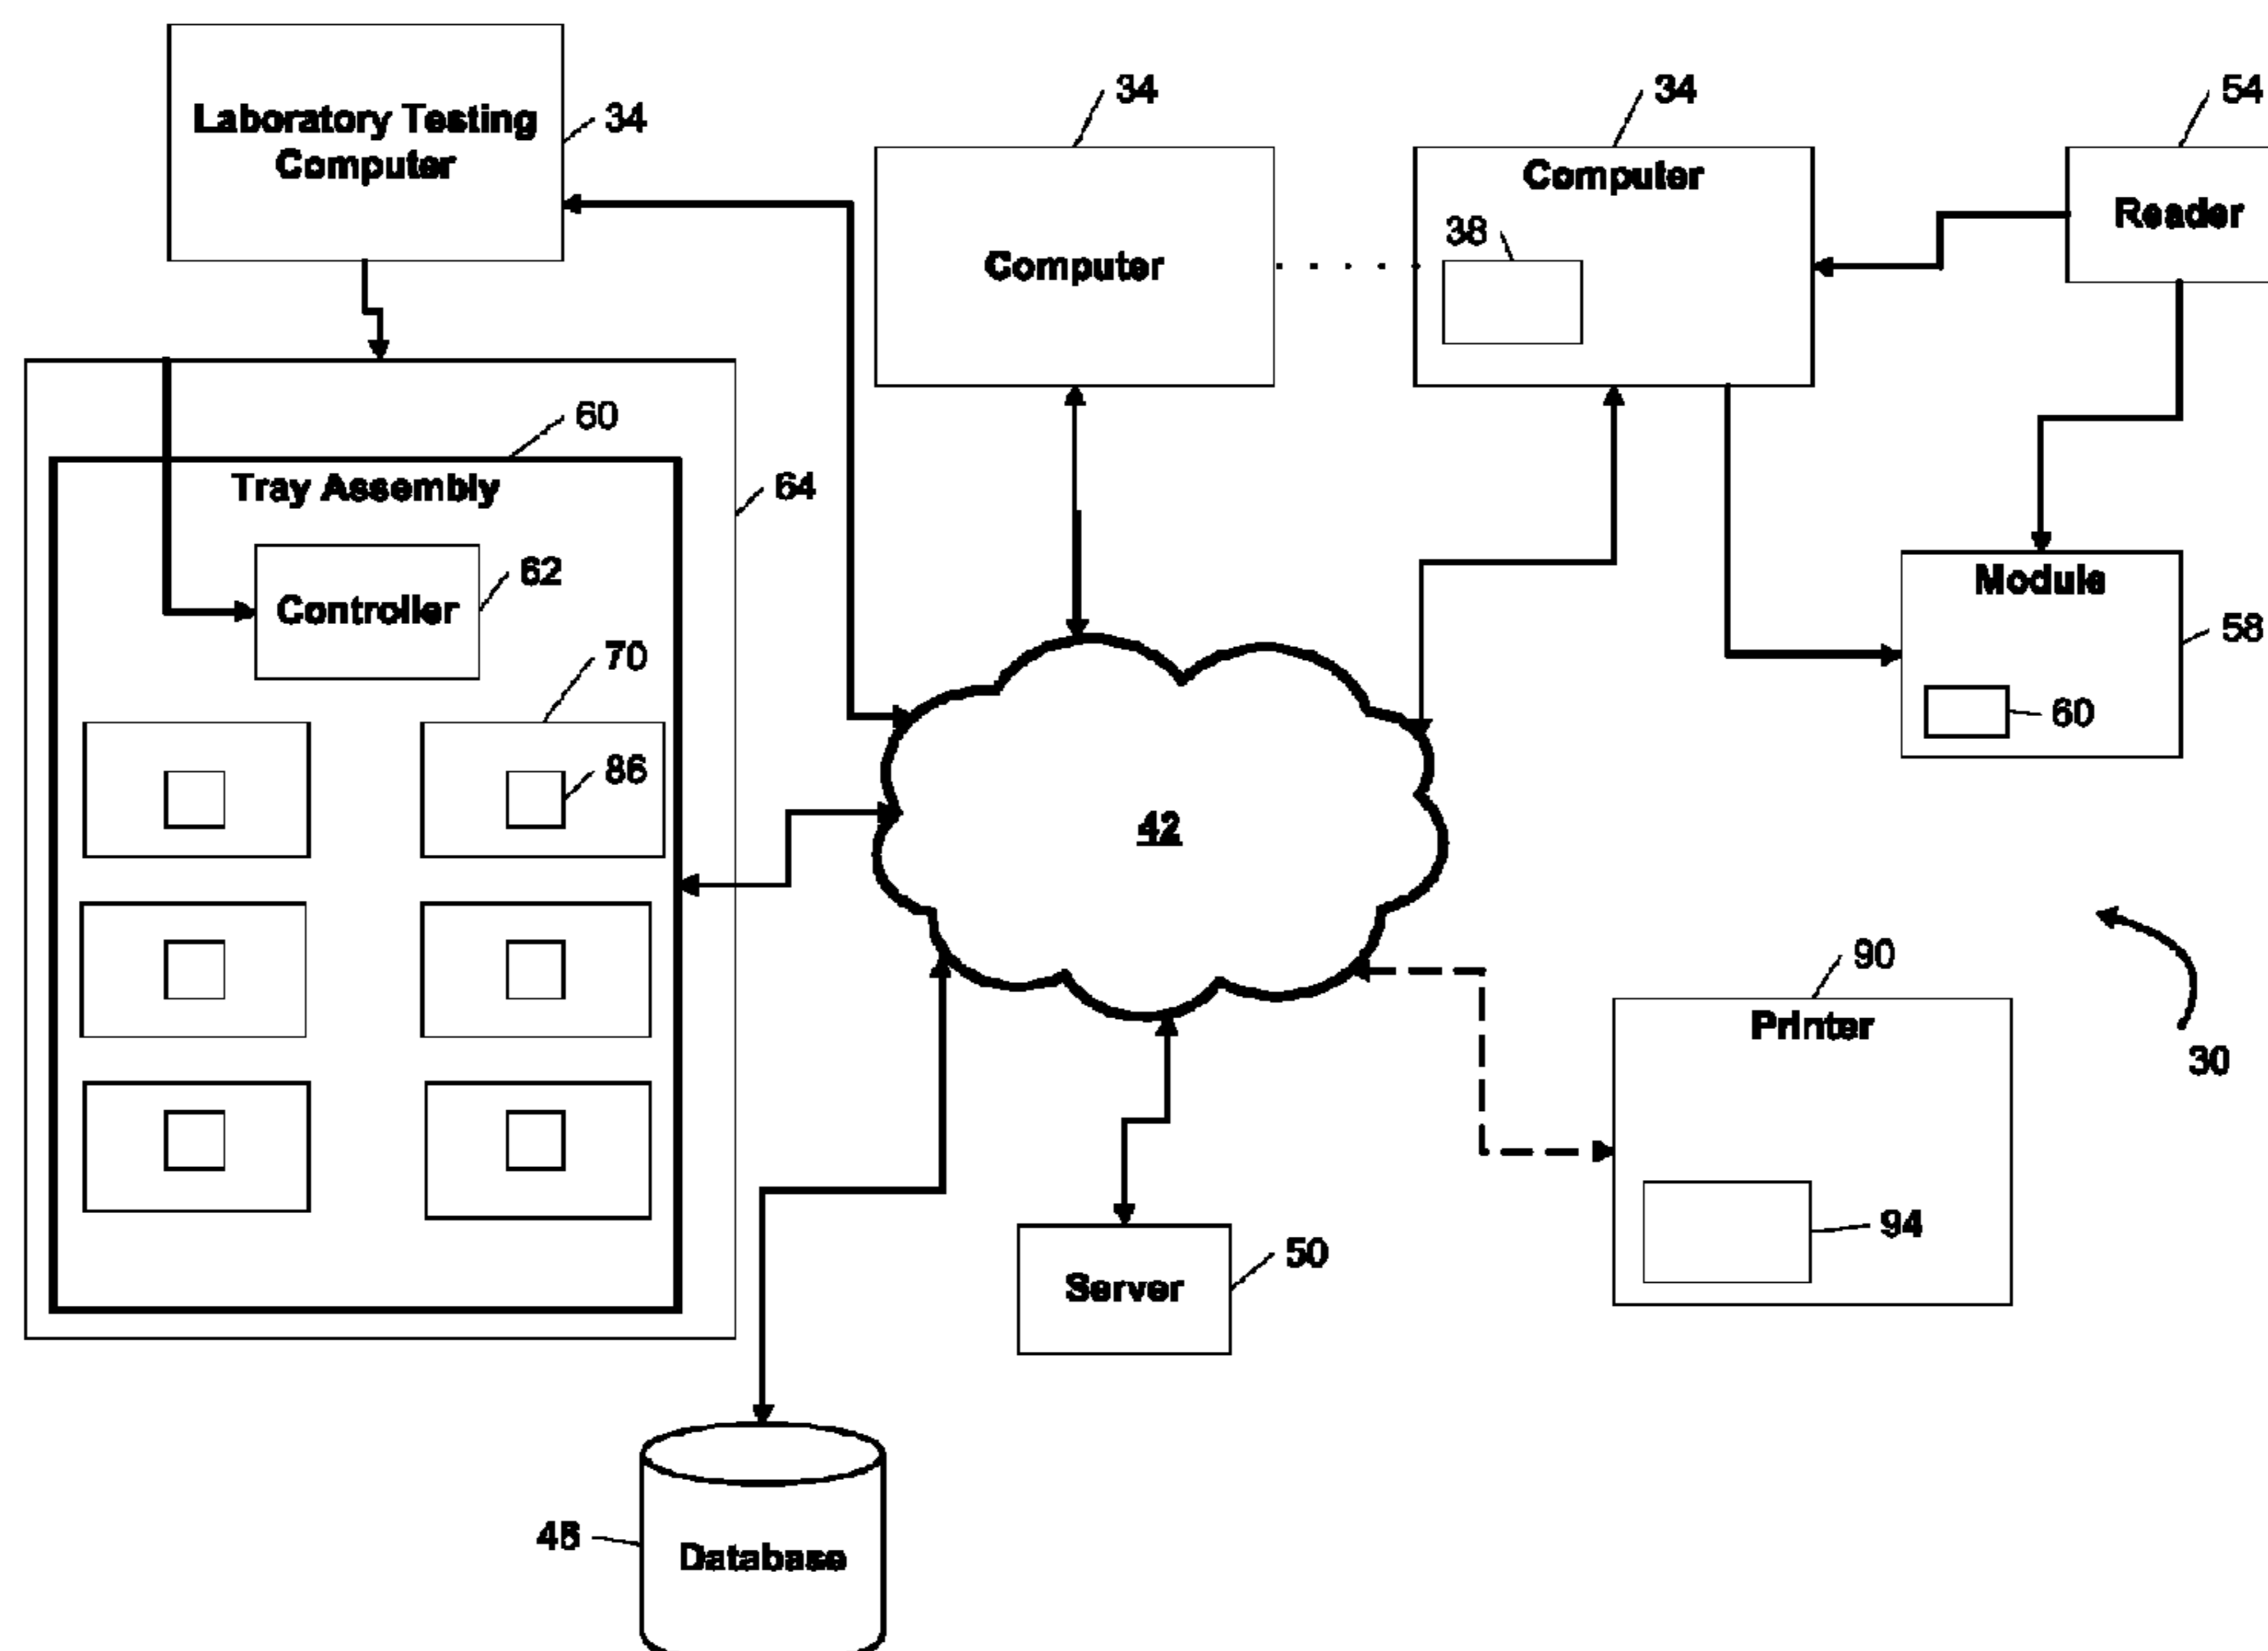 Laboratory Testing
Computer
34
34
Computer
34
Computer
38
54
Reader
60
Tray Assembly
64
Controller
62
70
86
42
Module
58
60
90
Printer
94
30
Server
50
Database